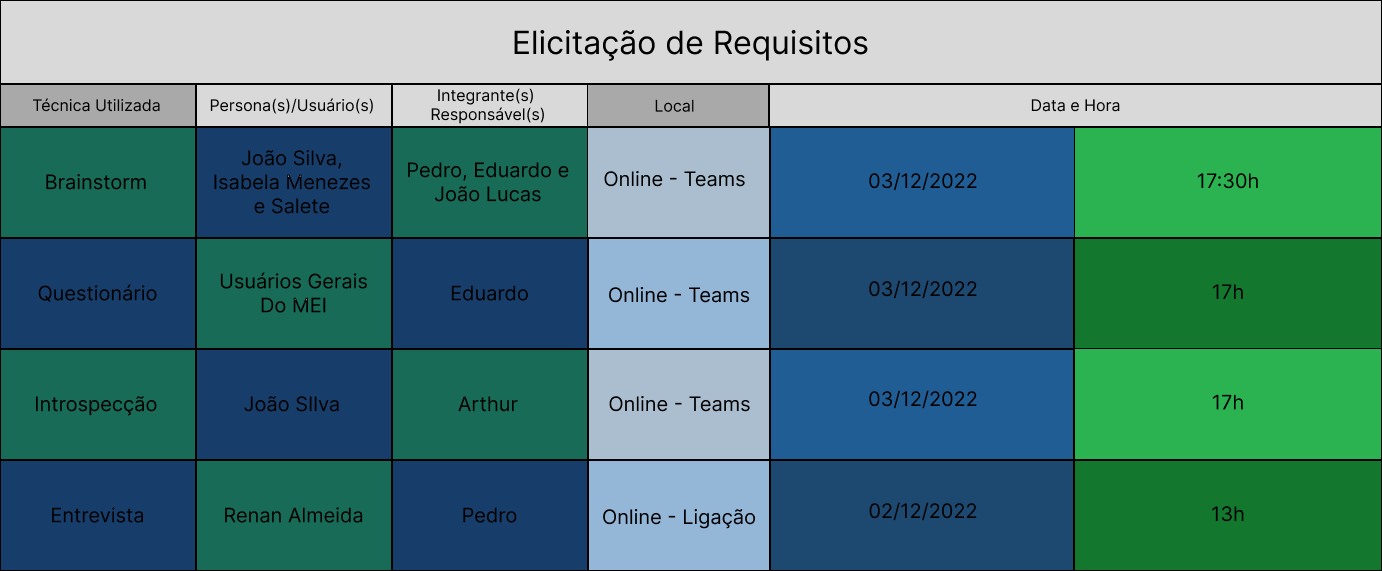 Elicitação de Requisitos
Técnica Utilizada
Persona(s)/Usuário(s)
Integrante(s)
Responsável(s)
Local
Data e Hora
Brainstorm
João Silva,
Isabela Menezes
e Salete
Pedro, Eduardo e
João Lucas
Online - Teams
03/12/2022
17:30h
Questionário
Usuários Gerais
Do MEI
Eduardo
Online - Teams
03/12/2022
17h
Introspecção
João SIlva
Arthur
Online - Teams
03/12/2022
17h
Entrevista
Renan Almeida
Pedro
Online - Ligação
02/12/2022
13h